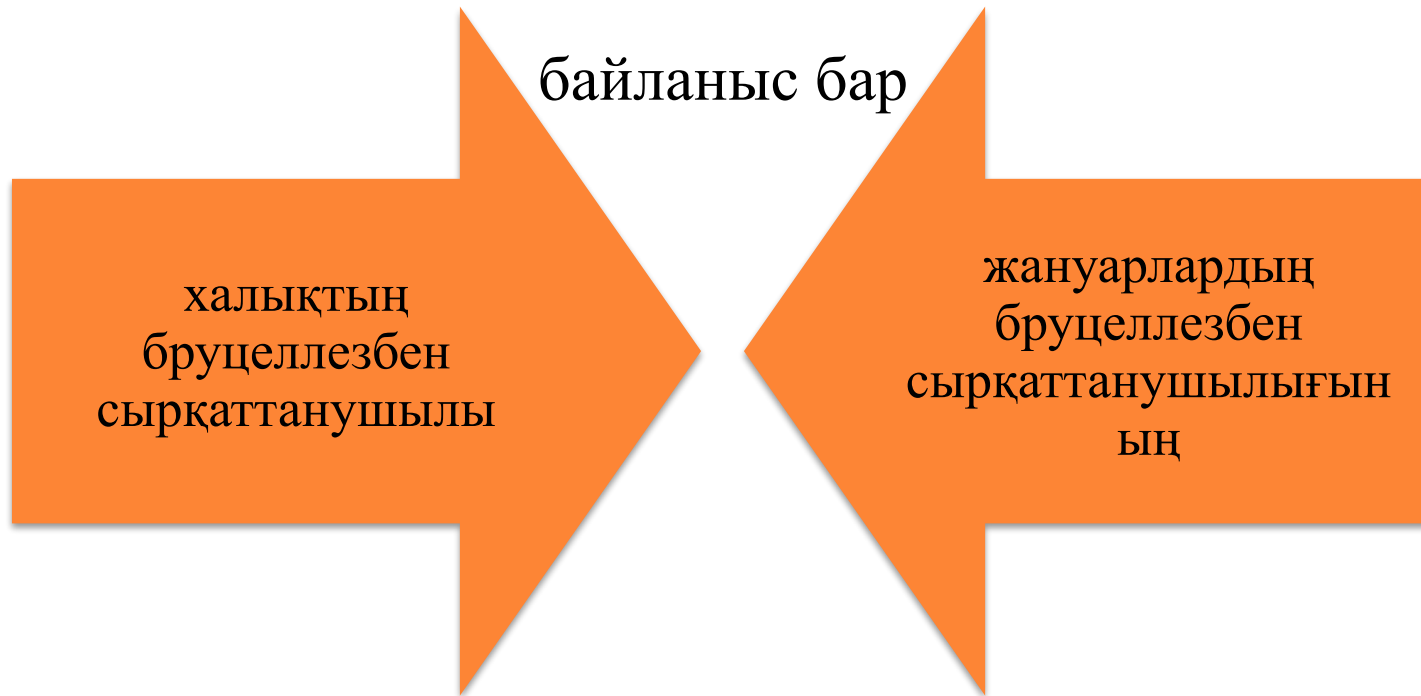 байланыс бар
халықтың
бруцеллезбен
сырқаттанушылы
жануарлардың
бруцеллезбен
сырқаттанушылығын
ың